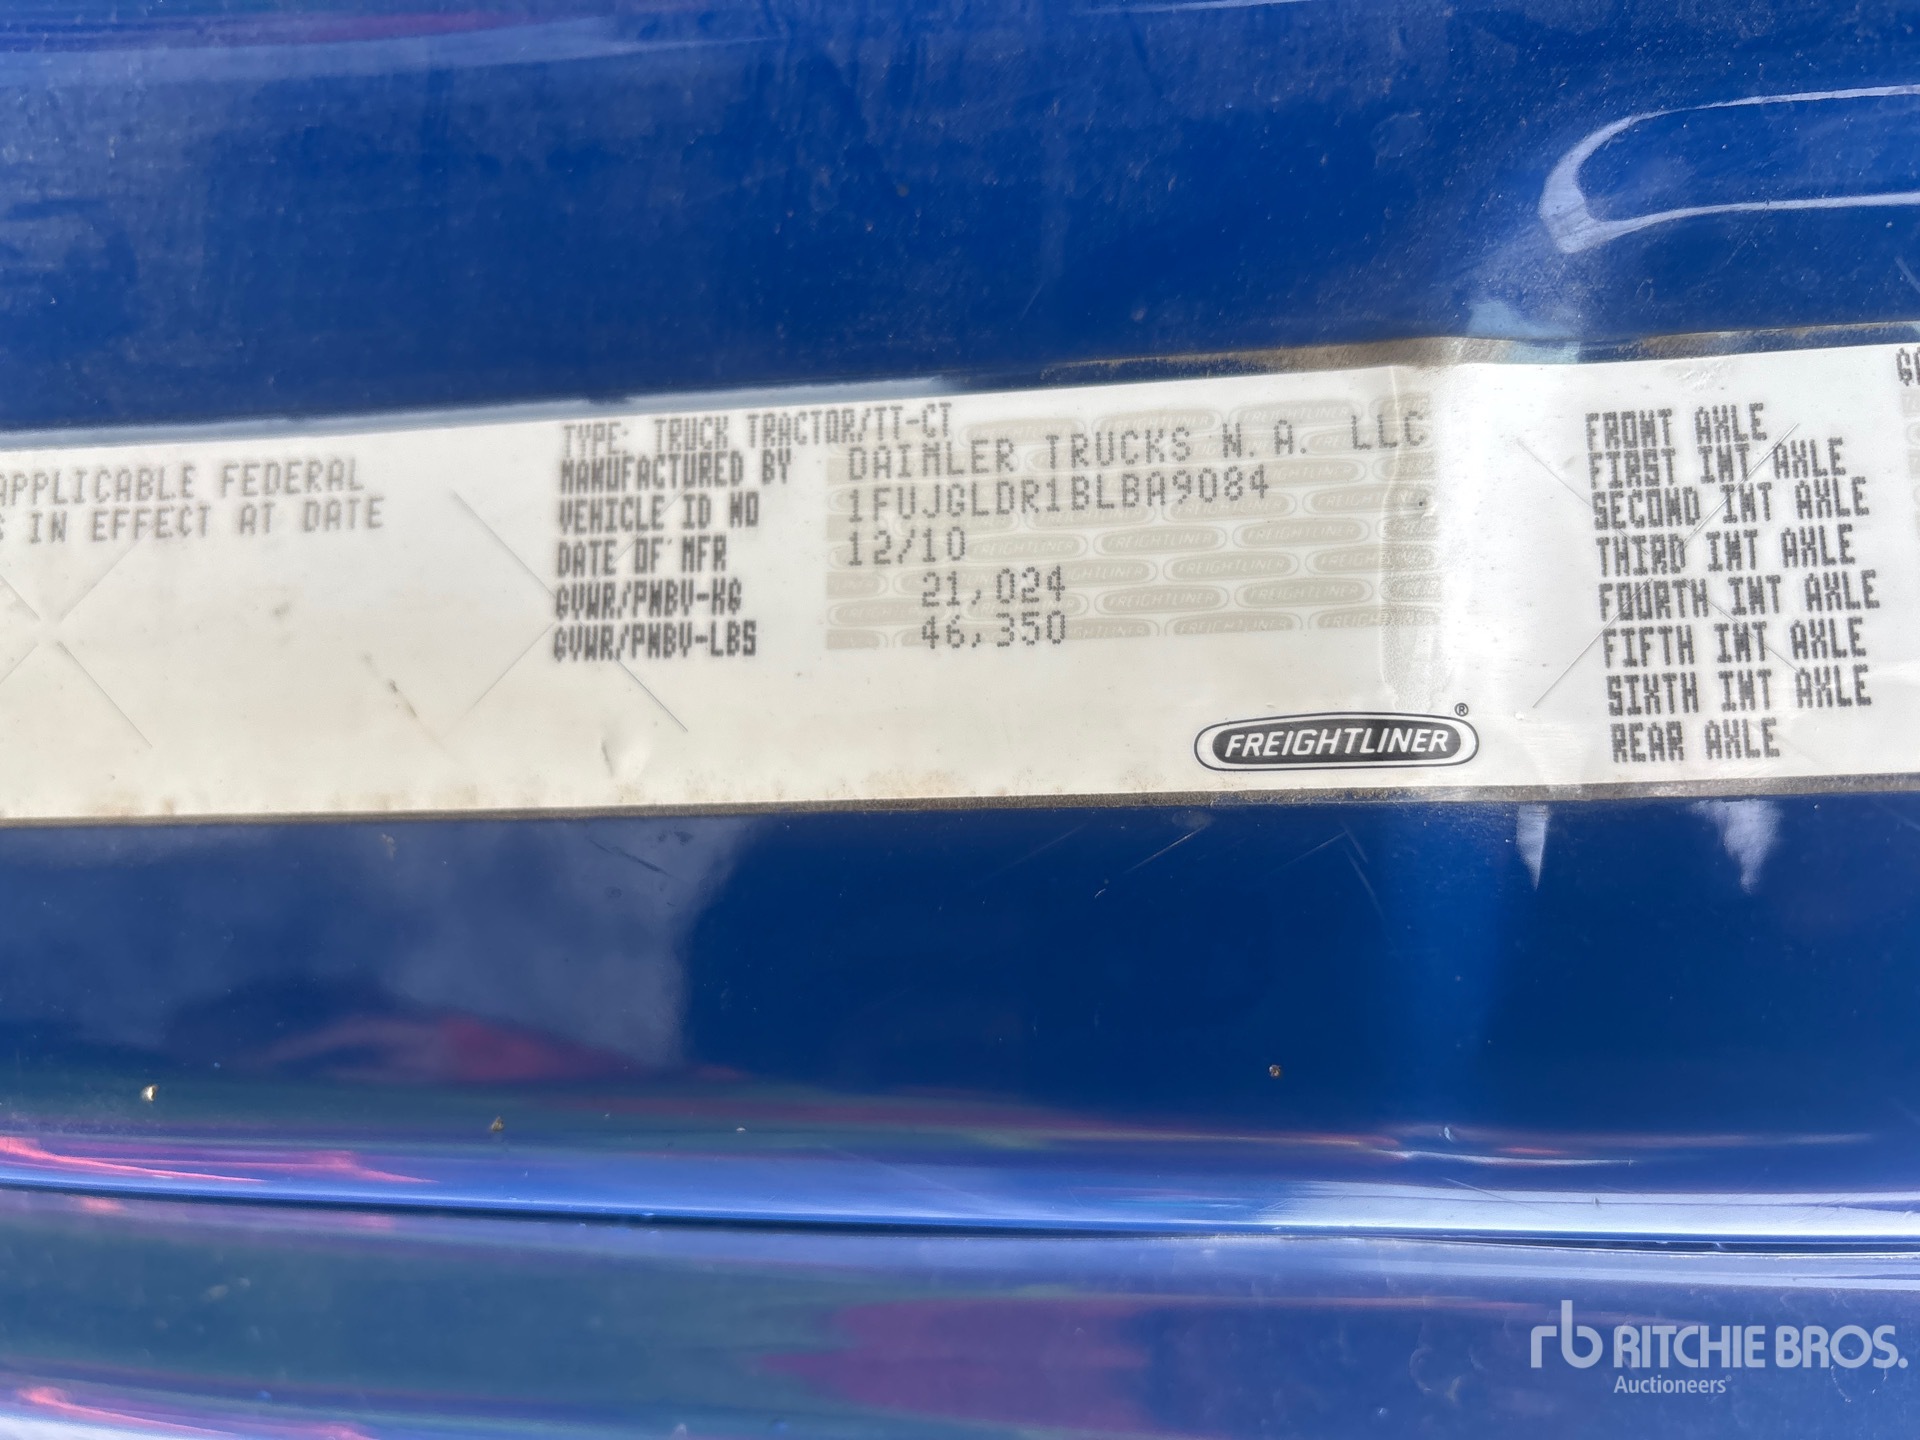 APPLICABLE FEDERAL
IN EFFECT AT DATE
TYPE: TRUCK TRACTOR/TT-CT
MANUFACTURED BY DAIMLER TRUCKS N.A. LLC
VEHICLE ID NO 1FUJGLDR1BLBA9084
DATE OF MFR 12/10
GVWR/PNBV-KG 21,024
GVWR/PNBV-LBS 46,350
FREIGHTLINER®
FRONT AXLE
FIRST INT AXLE
SECOND INT AXLE
THIRD INT AXLE
FOURTH INT AXLE
FIFTH INT AXLE
SIXTH INT AXLE
REAR AXLE
rb RITCHIE BROS.
Auctioneers